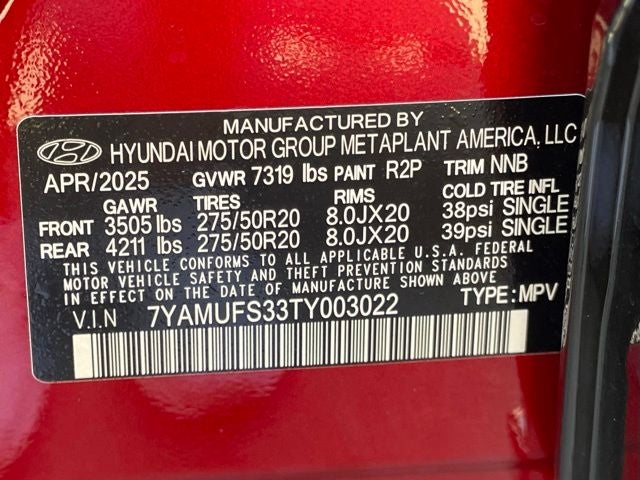 MANUFACTURED BY
HYUNDAI MOTOR GROUP METAPLANT AMERICA, LLC
APR/2025 GVWR 7319 lbs PAINT R2P TRIM NNB
GAWR TIRES RIMS COLD TIRE INFL
FRONT 3505 lbs 275/50R20 8.0JX20 38psi SINGLE
REAR 4211 lbs 275/50R20 8.0JX20 39psi SINGLE
THIS VEHICLE CONFORMS TO ALL APPLICABLE U.S.A. FEDERAL
MOTOR VEHICLE SAFETY AND THEFT PREVENTION STANDARDS
IN EFFECT ON THE DATE OF MANUFACTURE SHOWN ABOVE
V.I.N 7YAMUFS33TY003022 TYPE: MPV